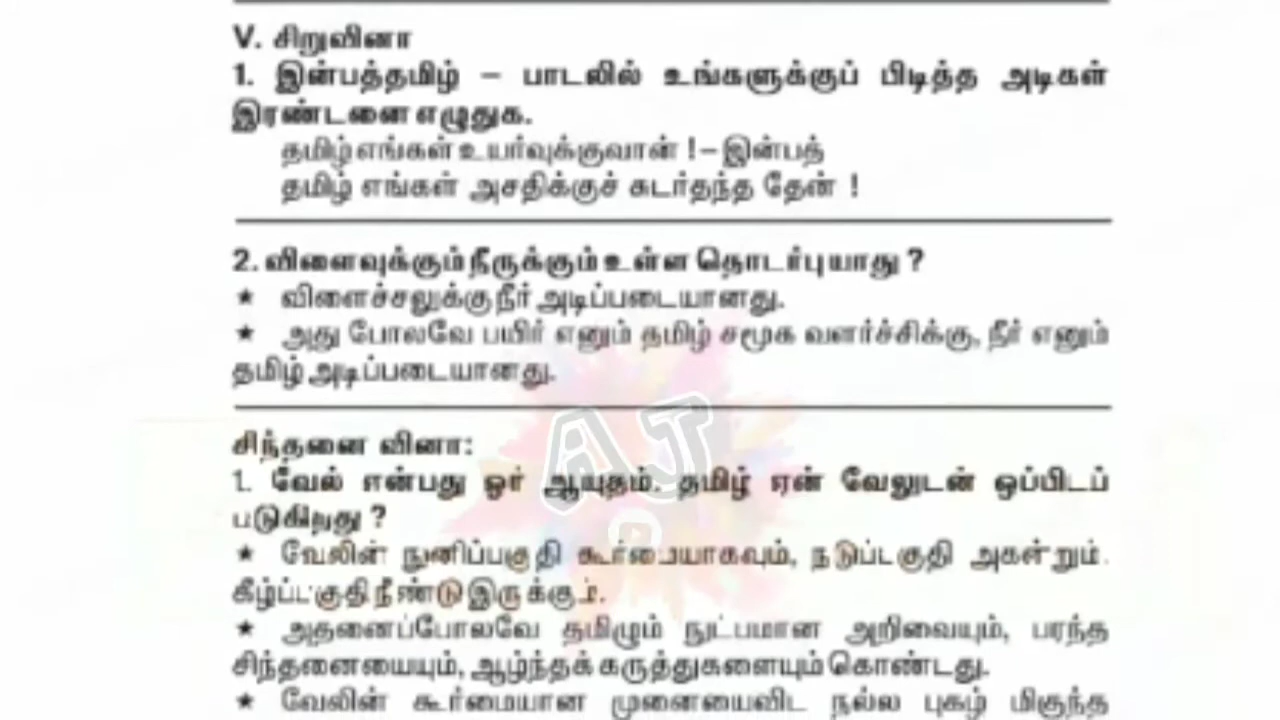 V. சிறுவினா
1. இன்பத்தமிழ் – பாடலில் உங்களுக்குப் பிடித்த அடிகள்
இரண்டனை எழுதுக.
தமிழ் எங்கள் உயர்வுக்குவான் ! – இன்பத்
தமிழ் எங்கள் அசதிக்குச் சுடர்தந்த தேன் !
2. விளைவுக்கும் நீருக்கும் உள்ள தொடர்பு யாது ?
★ விளைச்சலுக்கு நீர் அடிப்படையானது.
★ அது போலவே பயிர் எனும் தமிழ் சமூக வளர்ச்சிக்கு, நீர் எனும்
தமிழ் அடிப்படையானது.
சிந்தனை வினா:
1. வேல் என்பது ஓர் ஆயுதம். தமிழ் ஏன் வேலுடன் ஒப்பிடப்
படுகிறது ?
★ வேலின் நுனிப்பகுதி கூர்மையாகவும், நடுப்பகுதி அகன்றும்.
கீழ்ப்பகுதி நீண்டு இருக்கும்.
★ அதனைப்போலவே தமிழும் நுட்பமான அறிவையும், பரந்த
சிந்தனையையும், ஆழ்ந்தக் கருத்துகளையும் கொண்டது.
★ வேலின் கூர்மையான முனையைவிட நல்ல புகழ் மிகுந்த
AJ